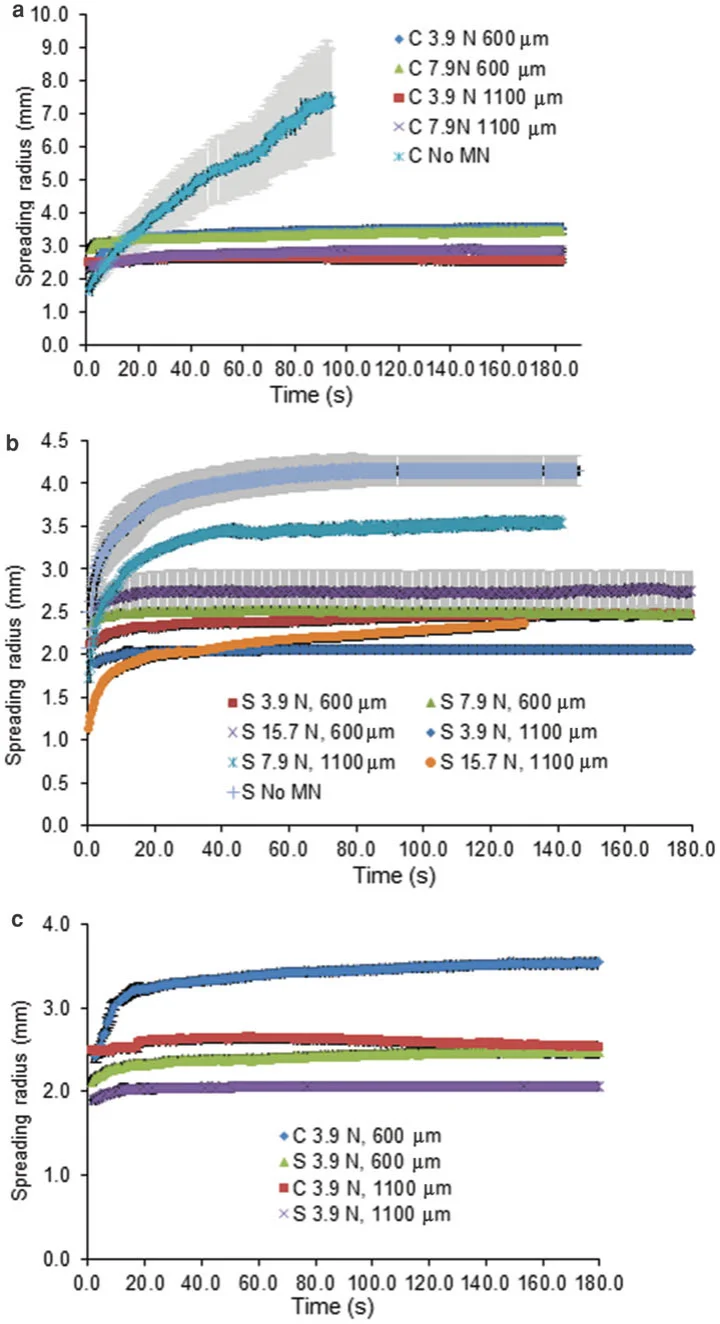 a
10.0
9.0
8.0
7.0
6.0
5.0
4.0
3.0
2.0
1.0
0.0
Spreading radius (mm)
C 3.9 N 600 µm
C 7.9N 600 µm
C 3.9 N 1100 µm
C 7.9N 1100 µm
C No MN
0.0 20.0 40.0 60.0 80.0 100.0 120.0 140.0 160.0 180.0
Time (s)
b
4.5
4.0
3.5
3.0
2.5
2.0
1.5
1.0
0.5
0.0
Spreading radius (mm)
S 3.9 N, 600 µm S 7.9 N, 600 µm
S 15.7 N, 600µm S 3.9 N, 1100 µm
S 7.9 N, 1100µm S 15.7 N, 1100 µm
S No MN
0.0 20.0 40.0 60.0 80.0 100.0 120.0 140.0 160.0 180.0
Time (s)
c
4.0
3.0
2.0
1.0
0.0
Spreading radius (mm)
C 3.9 N, 600 µm
S 3.9 N, 600 µm
C 3.9 N, 1100 µm
S 3.9 N, 1100 µm
0.0 20.0 40.0 60.0 80.0 100.0 120.0 140.0 160.0 180.0
Time (s)